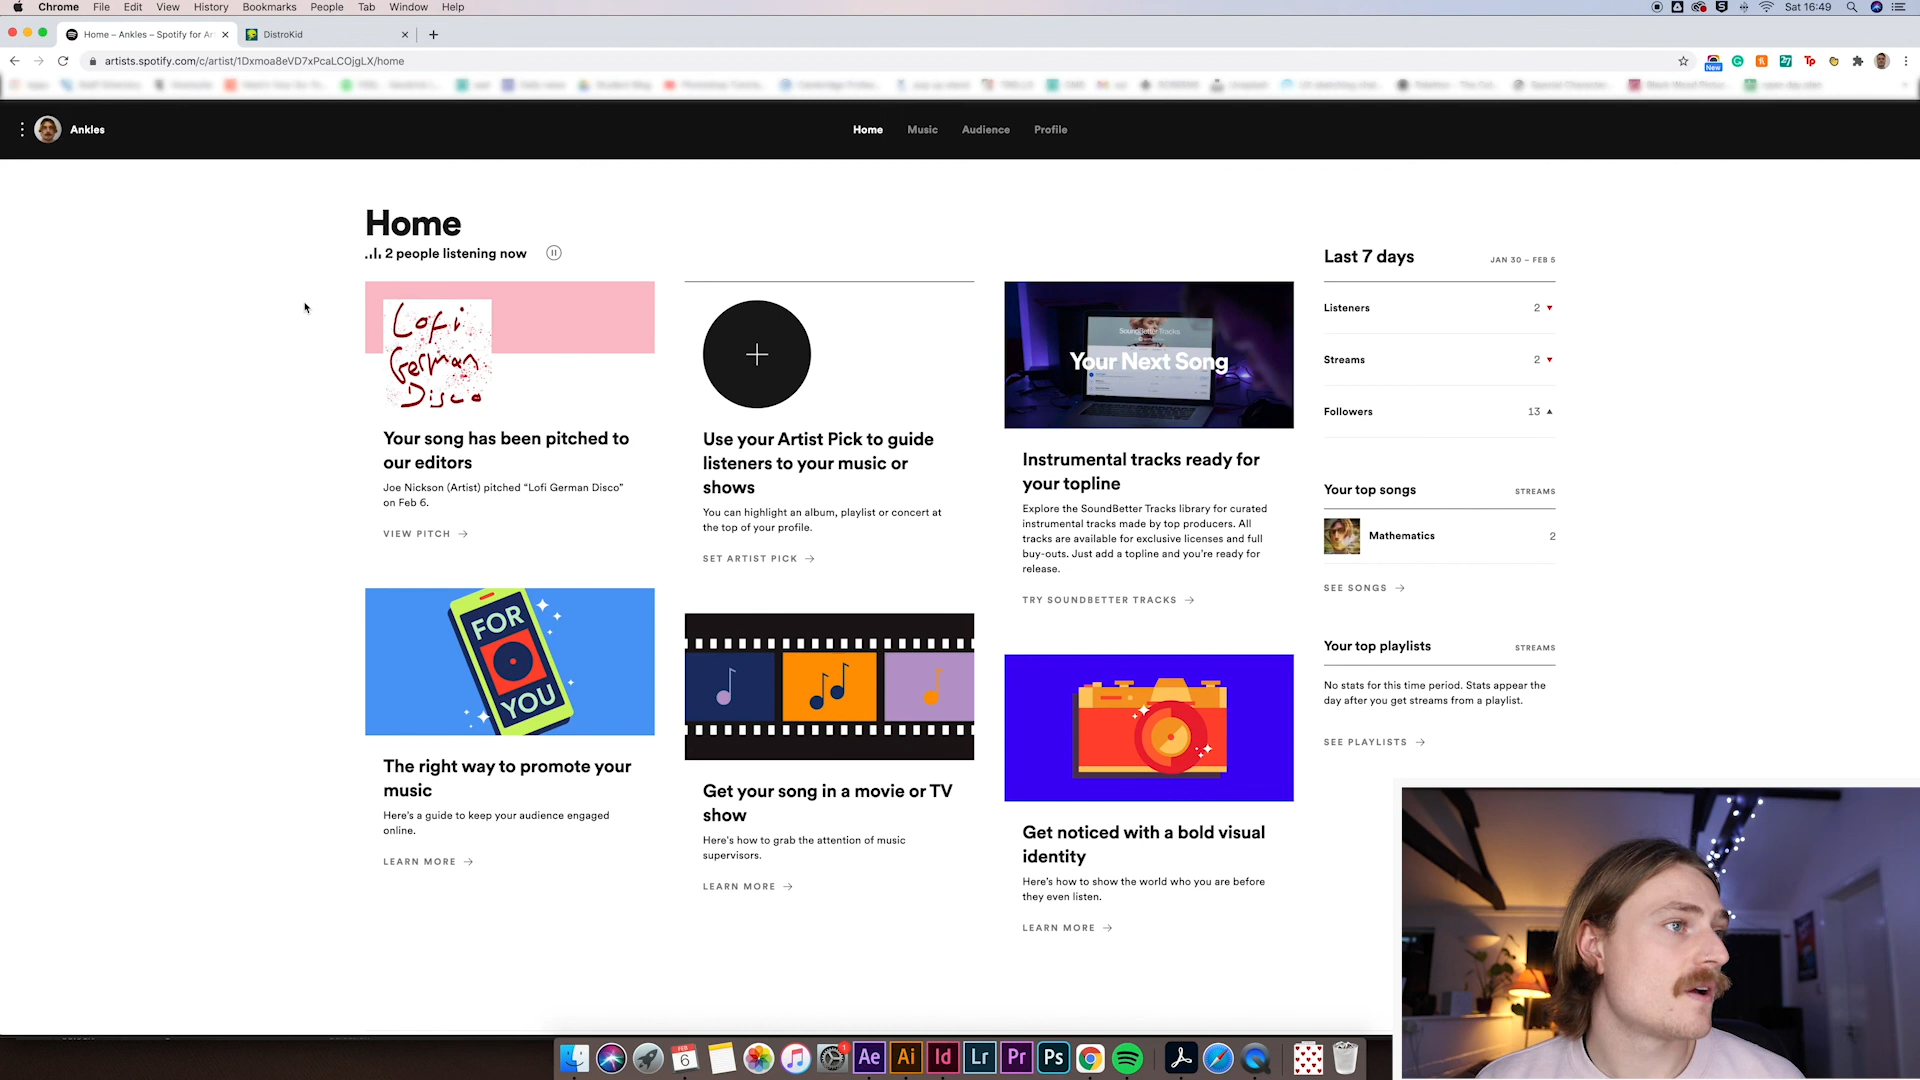 Chrome File Edit View History Bookmarks People Tab Window Help
Sat 16:49
Home – Ankles – Spotify for Ar
DistroKid
artists.spotify.com/c/artist/1Dxmoa8eVD7xPcaLCOjgLX/home
New
Tp
Ankles
Home Music Audience Profile
Home
2 people listening now
Lofi
German
Disco
Your song has been pitched to
our editors
Joe Nickson (Artist) pitched “Lofi German Disco”
on Feb 6.
VIEW PITCH
Use your Artist Pick to guide
listeners to your music or
shows
You can highlight an album, playlist or concert at
the top of your profile.
SET ARTIST PICK
SoundBetter Tracks
Your Next Song
Instrumental tracks ready for
your topline
Explore the SoundBetter Tracks library for curated
instrumental tracks made by top producers. All
tracks are available for exclusive licenses and full
buy-outs. Just add a topline and you’re ready for
release.
TRY SOUNDBETTER TRACKS
Last 7 days JAN 30 – FEB 5
Listeners 2
Streams 2
Followers 13
Your top songs STREAMS
Mathematics 2
SEE SONGS
Your top playlists STREAMS
No stats for this time period. Stats appear the
day after you get streams from a playlist.
SEE PLAYLISTS
FOR
YOU
The right way to promote your
music
Here’s a guide to keep your audience engaged
online.
LEARN MORE
Get your song in a movie or TV
show
Here’s how to grab the attention of music
supervisors.
LEARN MORE
Get noticed with a bold visual
identity
Here’s how to show the world who you are before
they even listen.
LEARN MORE
FEB
6
1
Ae Ai Id Lr Pr Ps